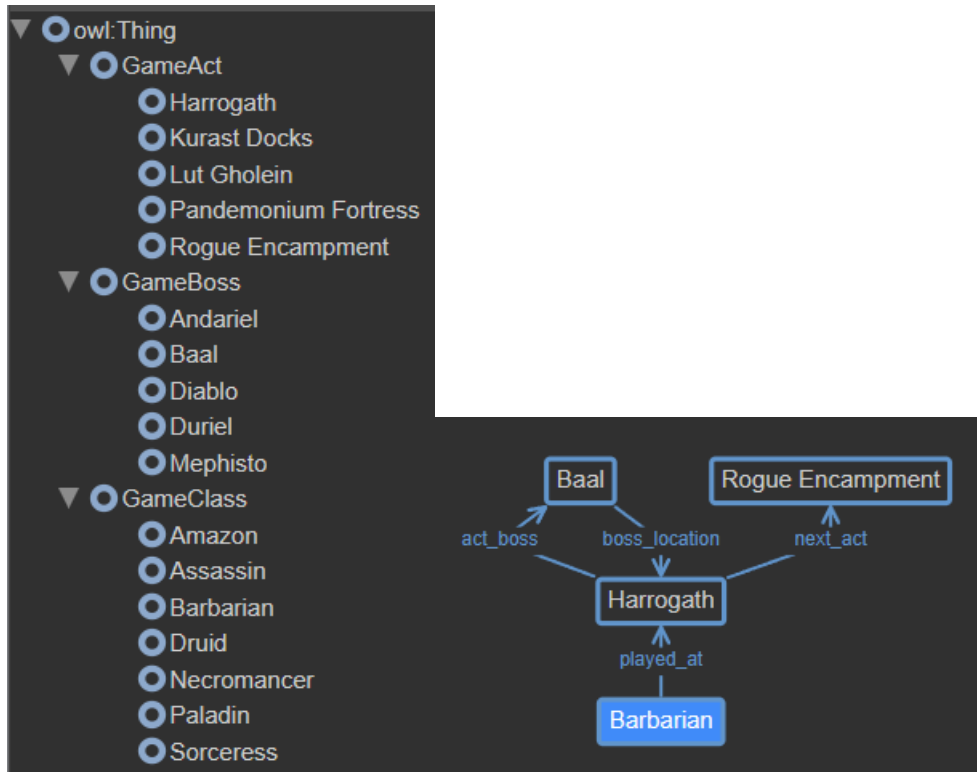 owl:Thing
GameAct
Harrogath
Kurast Docks
Lut Gholein
Pandemonium Fortress
Rogue Encampment
GameBoss
Andariel
Baal
Diablo
Duriel
Mephisto
GameClass
Amazon
Assassin
Barbarian
Druid
Necromancer
Paladin
Sorceress
Baal
Rogue Encampment
act_boss
boss_location
next_act
Harrogath
played_at
Barbarian